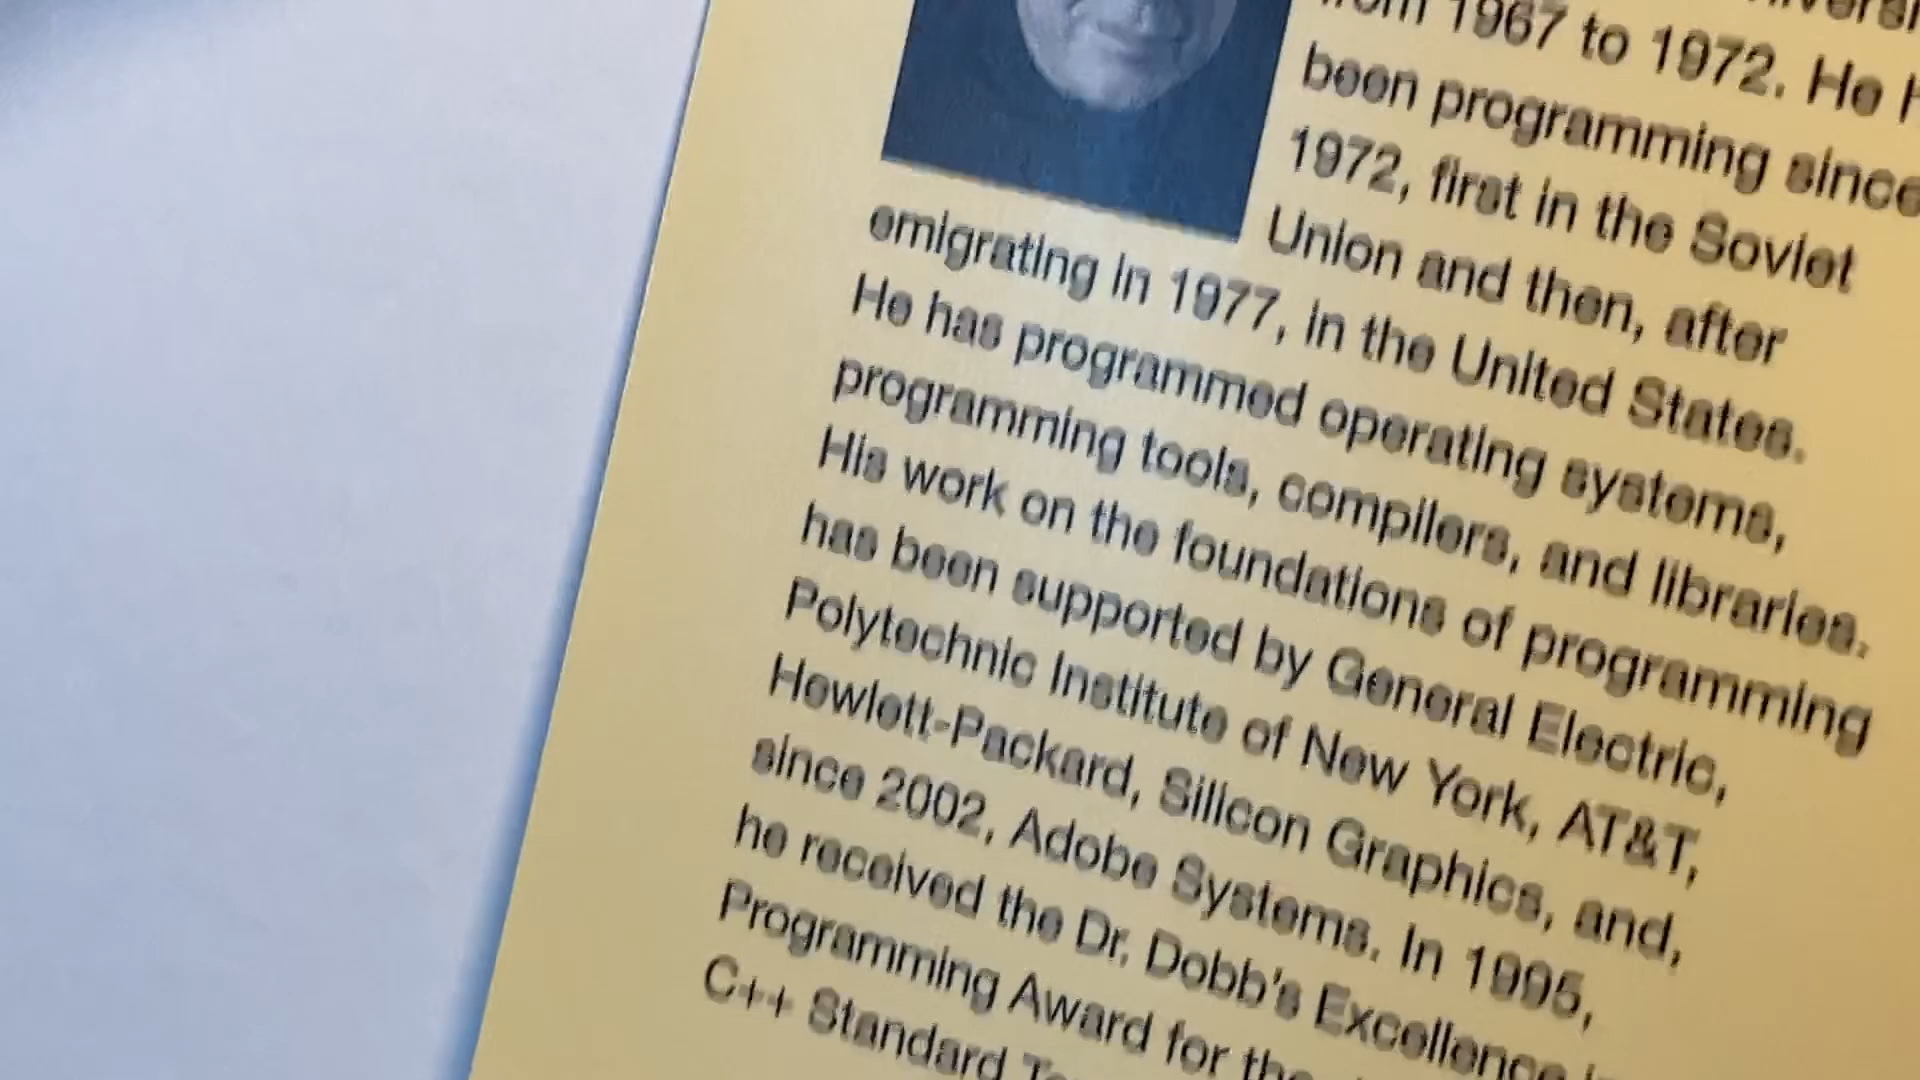 from 1967 to 1972. He
been programming since
1972, first in the Soviet
Union and then, after
emigrating in 1977, in the United States.
He has programmed operating systems,
programming tools, compilers, and libraries.
His work on the foundations of programming
has been supported by General Electric,
Polytechnic Institute of New York, AT&T,
Hewlett-Packard, Silicon Graphics, and,
since 2002, Adobe Systems. In 1995,
he received the Dr. Dobb's Excellence
Programming Award for the
C++ Standard